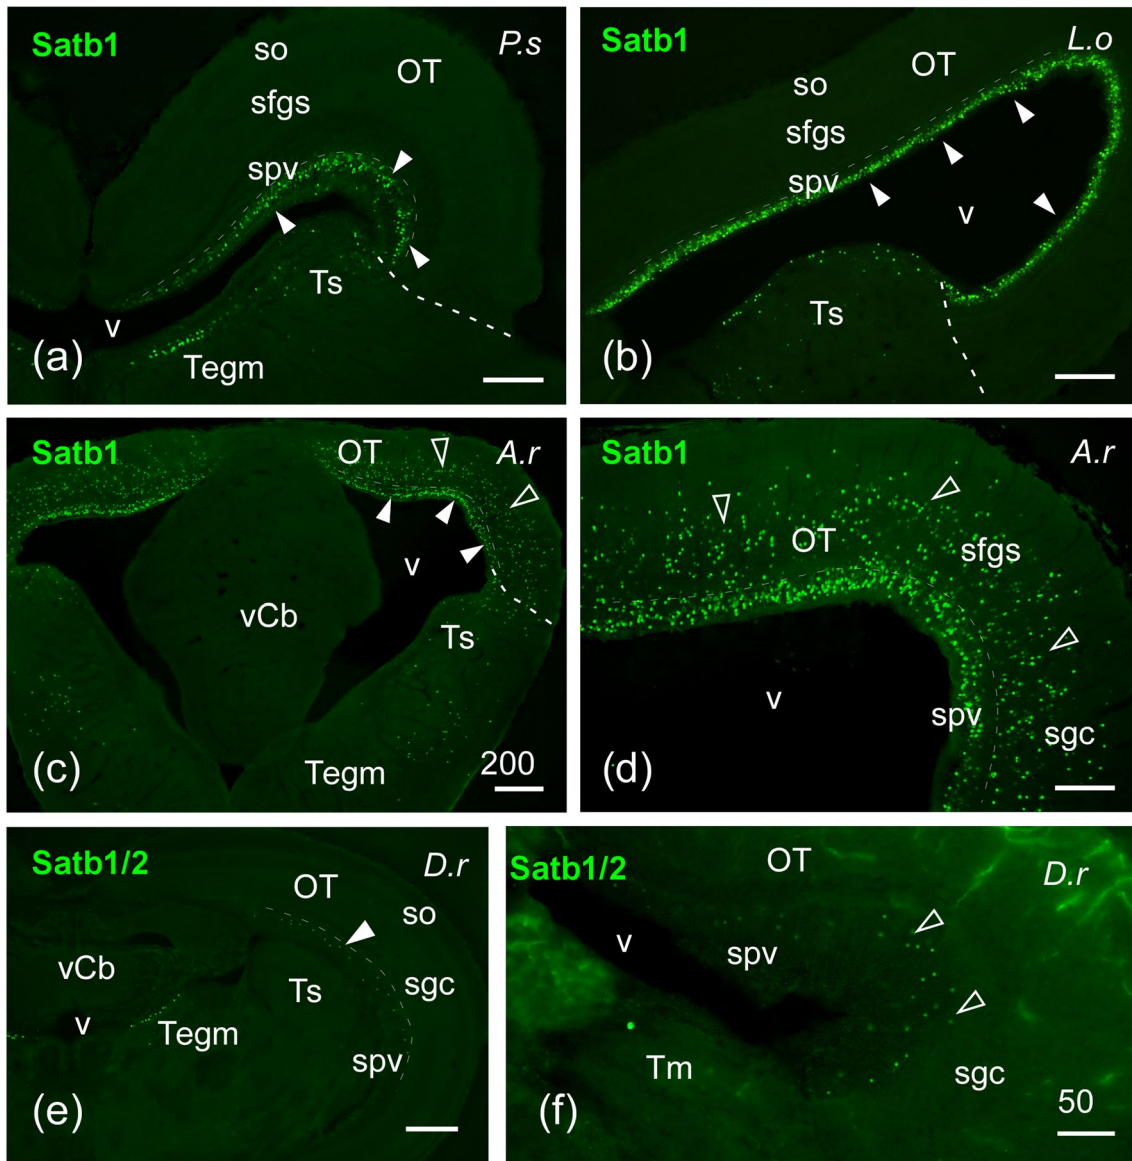 Satb1
P.s
so
OT
sfgs
spv
Ts
v
Tegm
(a)
Satb1
L.o
OT
so
sfgs
spv
v
Ts
(b)
Satb1
OT
A.r
v
vCb
Ts
Tegm
200
(c)
Satb1
A.r
OT
sfgs
v
spv
sgc
(d)
Satb1/2
D.r
OT
so
vCb
Ts
sgc
v
Tegm
spv
(e)
Satb1/2
OT
D.r
v
spv
Tm
sgc
50
(f)